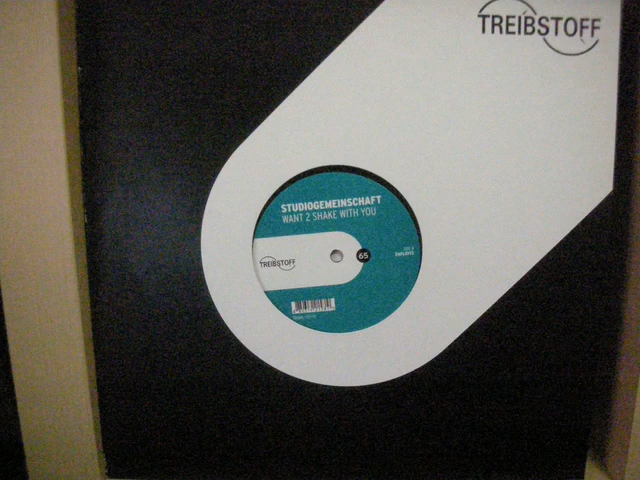 TREIBSTOFF
STUDIOGEMEINSCHAFT
WANT 2 SHAKE WITH YOU
TREIBSTOFF
65